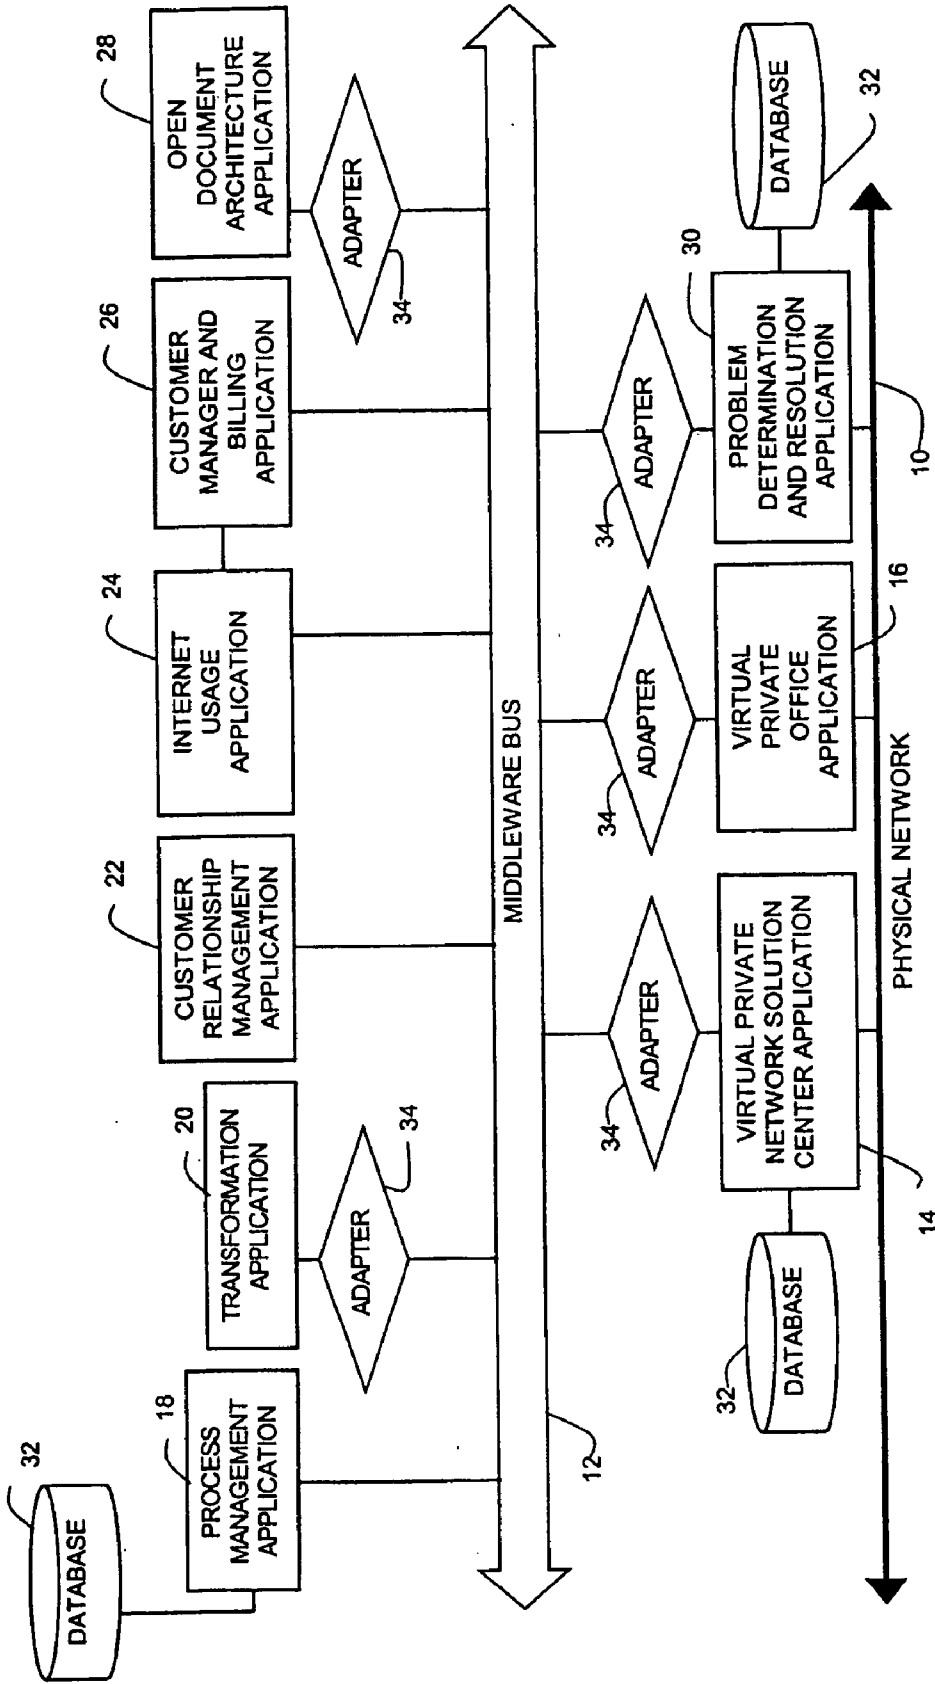 32
DATABASE
18
PROCESS
MANAGEMENT
APPLICATION
20
TRANSFORMATION
APPLICATION
ADAPTER
34
22
CUSTOMER
RELATIONSHIP
MANAGEMENT
APPLICATION
24
INTERNET
USAGE
APPLICATION
26
CUSTOMER
MANAGER AND
BILLING
APPLICATION
28
OPEN
DOCUMENT
ARCHITECTURE
APPLICATION
ADAPTER
34
MIDDLEWARE BUS
12
34
ADAPTER
34
ADAPTER
34
ADAPTER
32
DATABASE
VIRTUAL PRIVATE
NETWORK SOLUTION
CENTER APPLICATION
14
VIRTUAL
PRIVATE
OFFICE
APPLICATION
16
30
PROBLEM
DETERMINATION
AND RESOLUTION
APPLICATION
DATABASE
32
10
PHYSICAL NETWORK